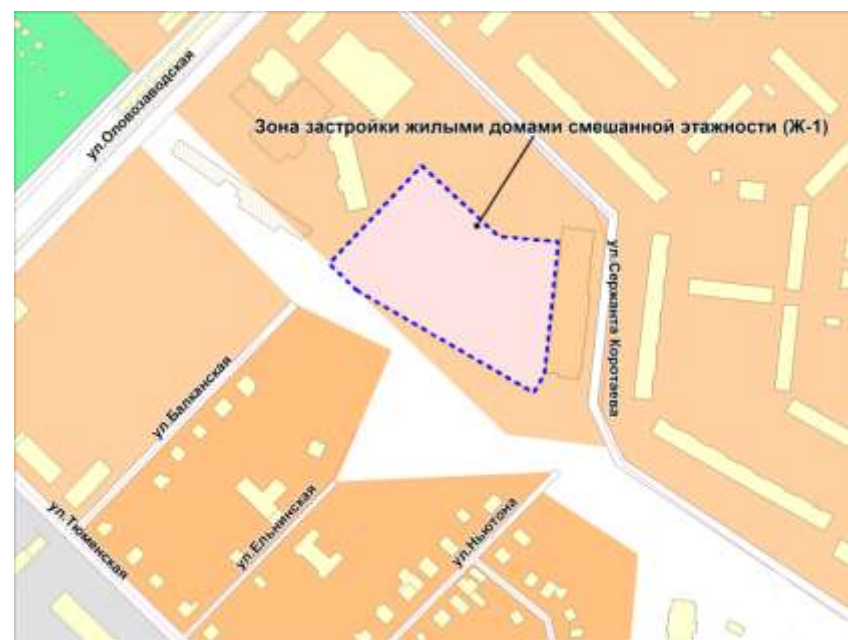 ул.Оловозаводская
Зона застройки жилыми домами смешанной этажности (Ж-1)
ул.Сержанта Коротаева
ул.Балканская
ул.Тюменская
ул.Ельнинская
ул.Ньютона